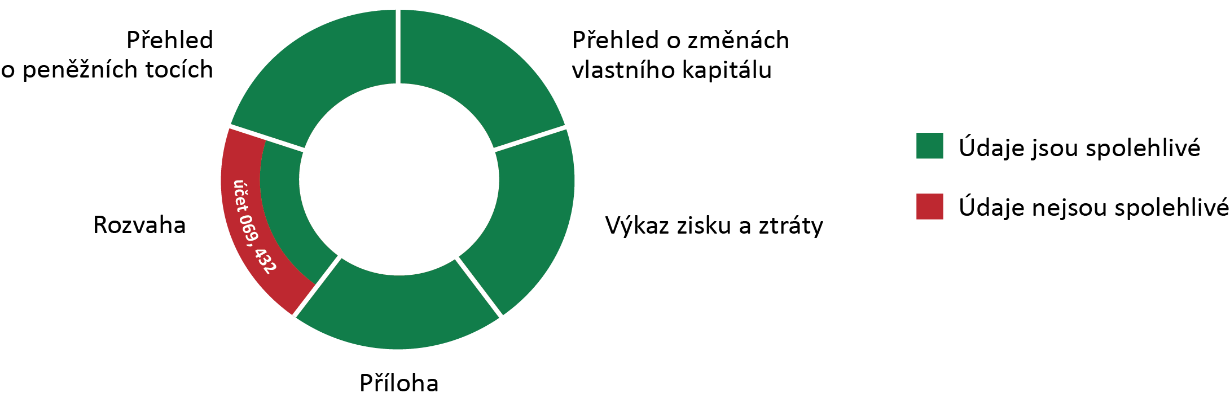 Přehled
o peněžních tocích
Přehled o změnách
vlastního kapitálu
Údaje jsou spolehlivé
Údaje nejsou spolehlivé
účet 069, 432
Rozvaha
Výkaz zisku a ztráty
Příloha